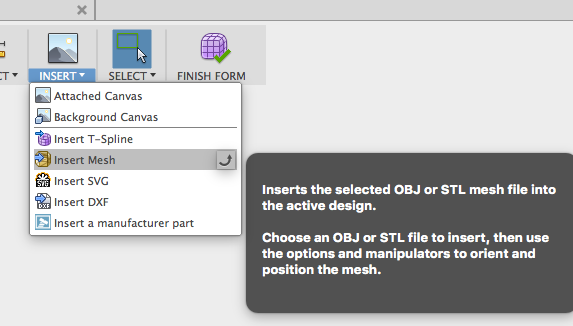 CT ▾ INSERT ▾ SELECT ▾ FINISH FORM
Attached Canvas
Background Canvas
Insert T-Spline
Insert Mesh
Insert SVG
Insert DXF
Insert a manufacturer part
Inserts the selected OBJ or STL mesh file into
the active design.
Choose an OBJ or STL file to insert, then use
the options and manipulators to orient and
position the mesh.